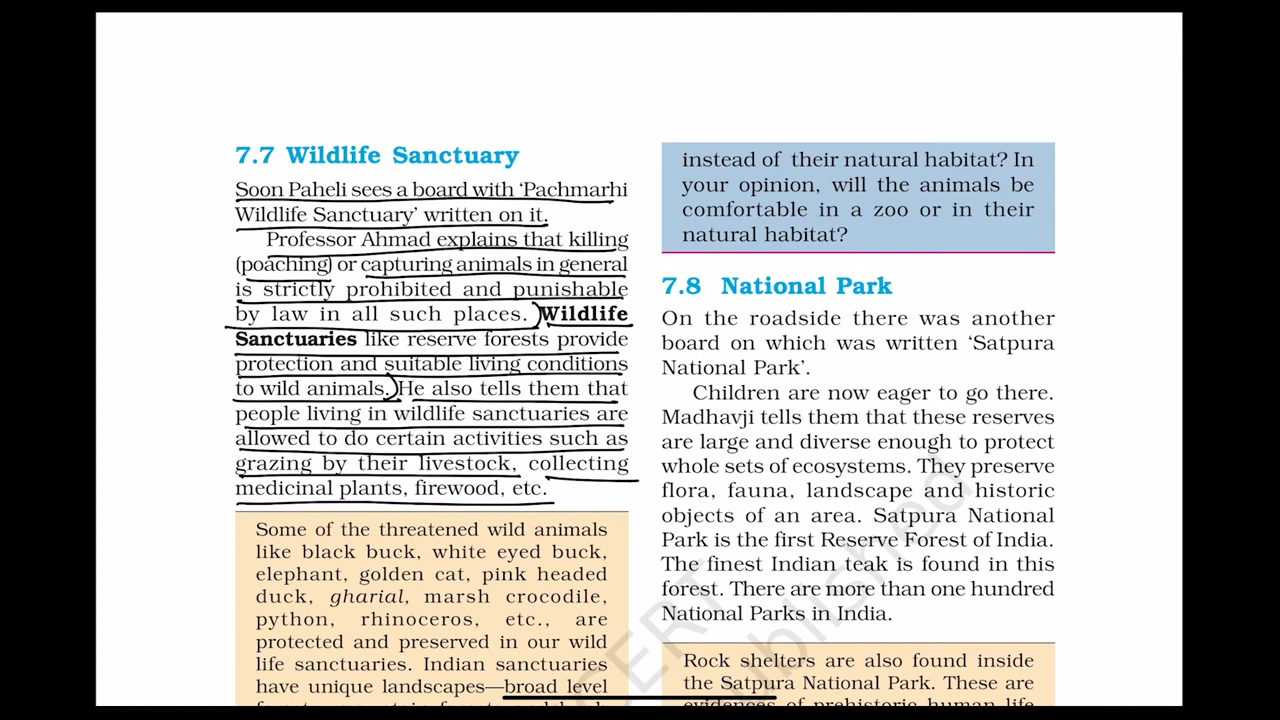 7.7 Wildlife Sanctuary
Soon Paheli sees a board with ‘Pachmarhi
Wildlife Sanctuary’ written on it.
Professor Ahmad explains that killing
(poaching) or capturing animals in general
is strictly prohibited and punishable
by law in all such places. Wildlife
Sanctuaries like reserve forests provide
protection and suitable living conditions
to wild animals. He also tells them that
people living in wildlife sanctuaries are
allowed to do certain activities such as
grazing by their livestock, collecting
medicinal plants, firewood, etc.
Some of the threatened wild animals
like black buck, white eyed buck,
elephant, golden cat, pink headed
duck, gharial, marsh crocodile,
python, rhinoceros, etc., are
protected and preserved in our wild
life sanctuaries. Indian sanctuaries
have unique landscapes—broad level
instead of their natural habitat? In
your opinion, will the animals be
comfortable in a zoo or in their
natural habitat?
7.8 National Park
On the roadside there was another
board on which was written ‘Satpura
National Park’.
Children are now eager to go there.
Madhavji tells them that these reserves
are large and diverse enough to protect
whole sets of ecosystems. They preserve
flora, fauna, landscape and historic
objects of an area. Satpura National
Park is the first Reserve Forest of India.
The finest Indian teak is found in this
forest. There are more than one hundred
National Parks in India.
Rock shelters are also found inside
the Satpura National Park. These are
evidences of prehistoric human life